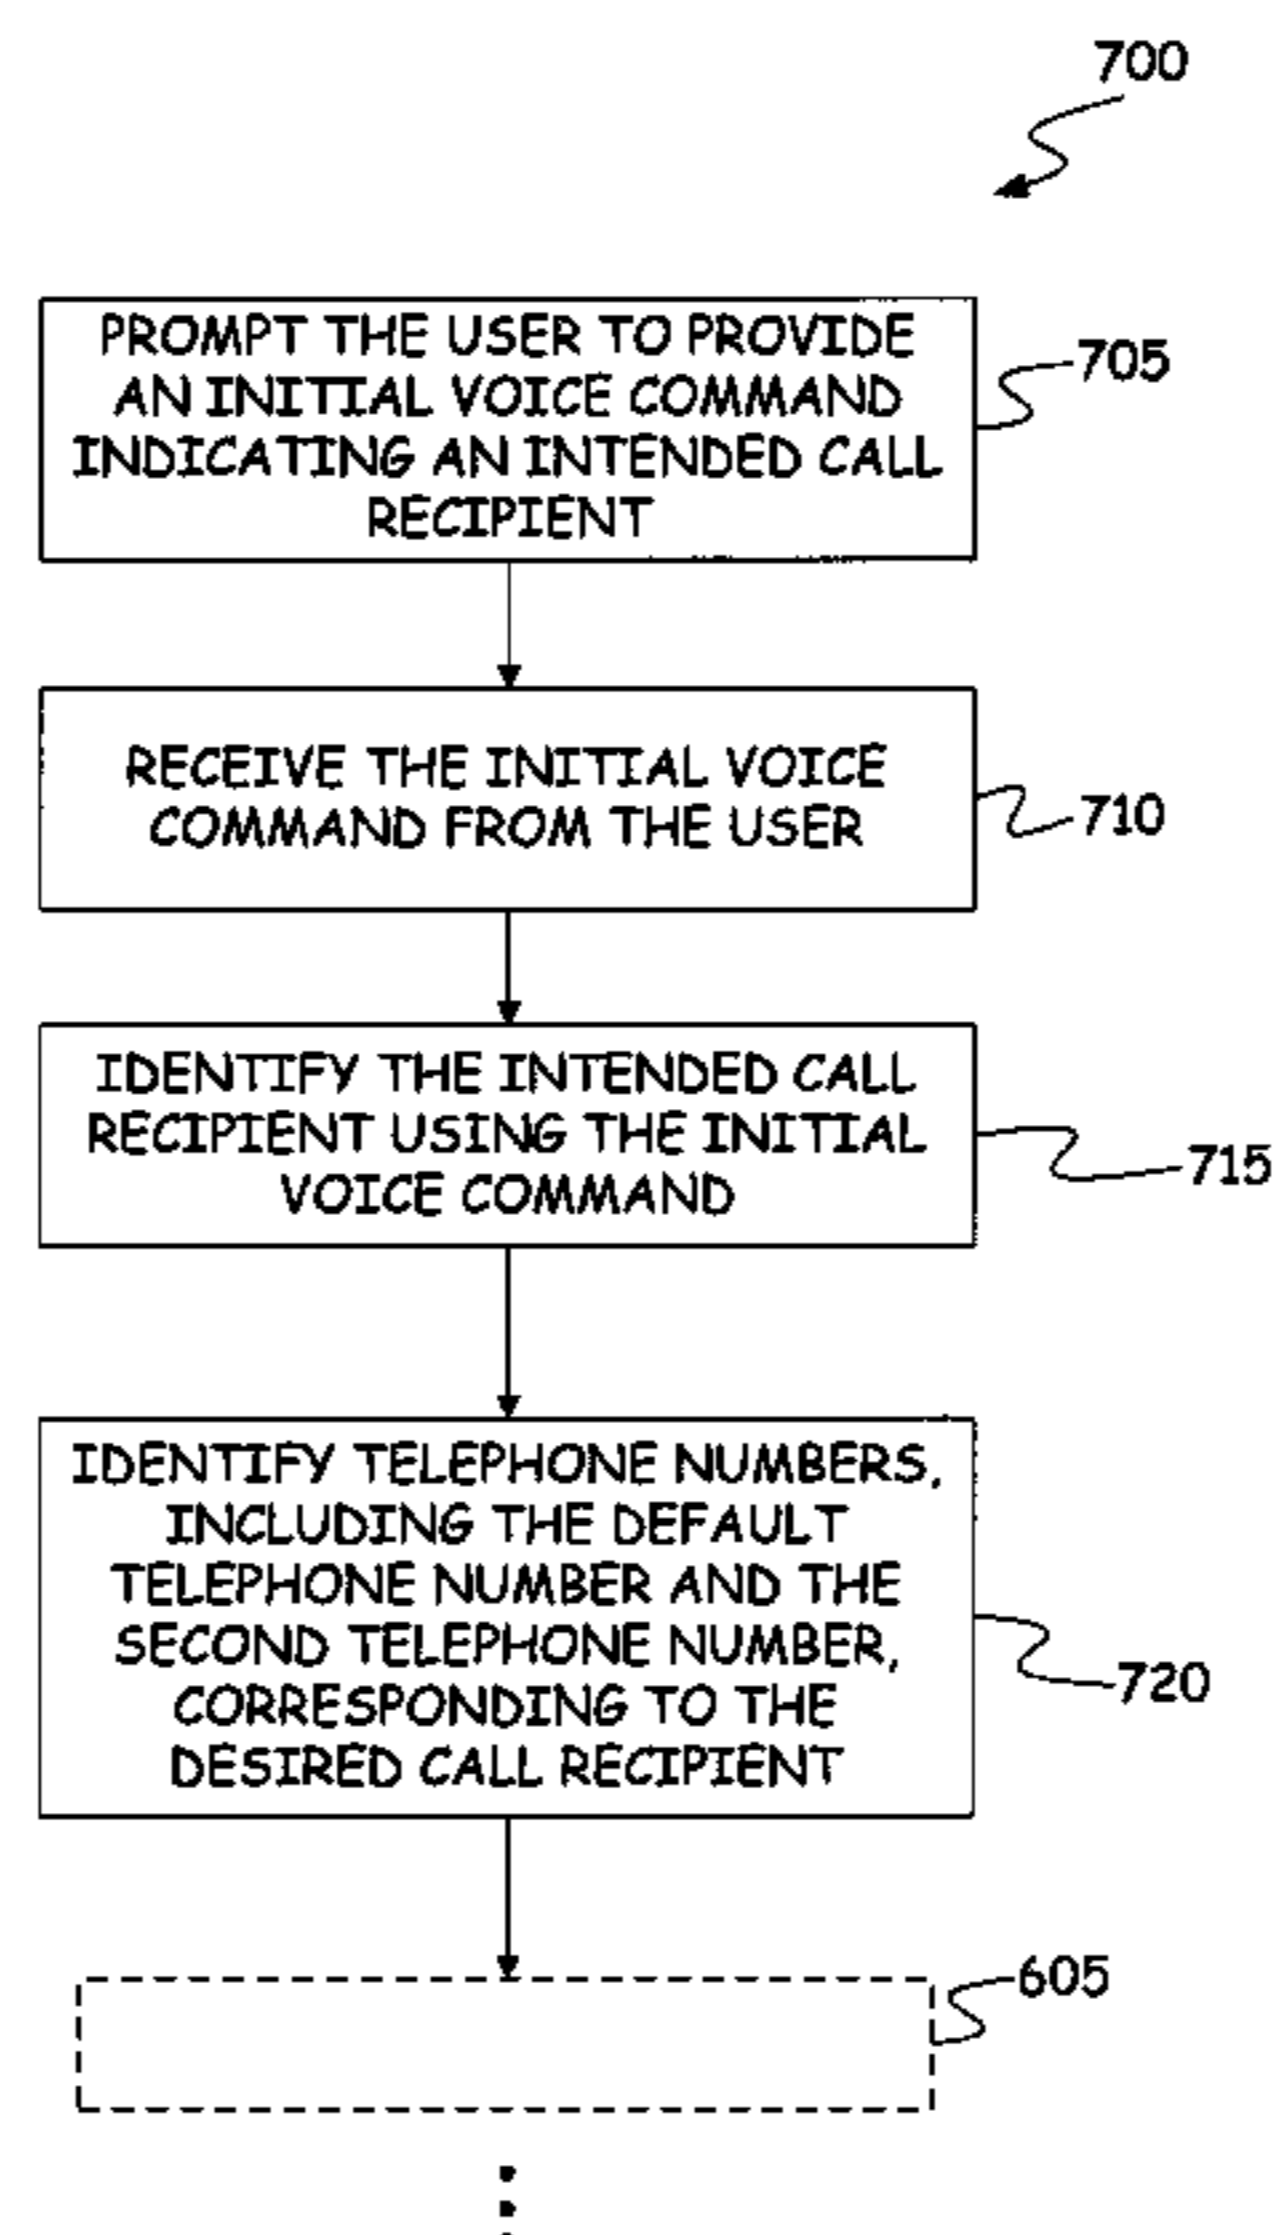 700
PROMPT THE USER TO PROVIDE
AN INITIAL VOICE COMMAND
INDICATING AN INTENDED CALL
RECIPIENT
705
RECEIVE THE INITIAL VOICE
COMMAND FROM THE USER
710
IDENTIFY THE INTENDED CALL
RECIPIENT USING THE INITIAL
VOICE COMMAND
715
IDENTIFY TELEPHONE NUMBERS,
INCLUDING THE DEFAULT
TELEPHONE NUMBER AND THE
SECOND TELEPHONE NUMBER,
CORRESPONDING TO THE
DESIRED CALL RECIPIENT
720
605